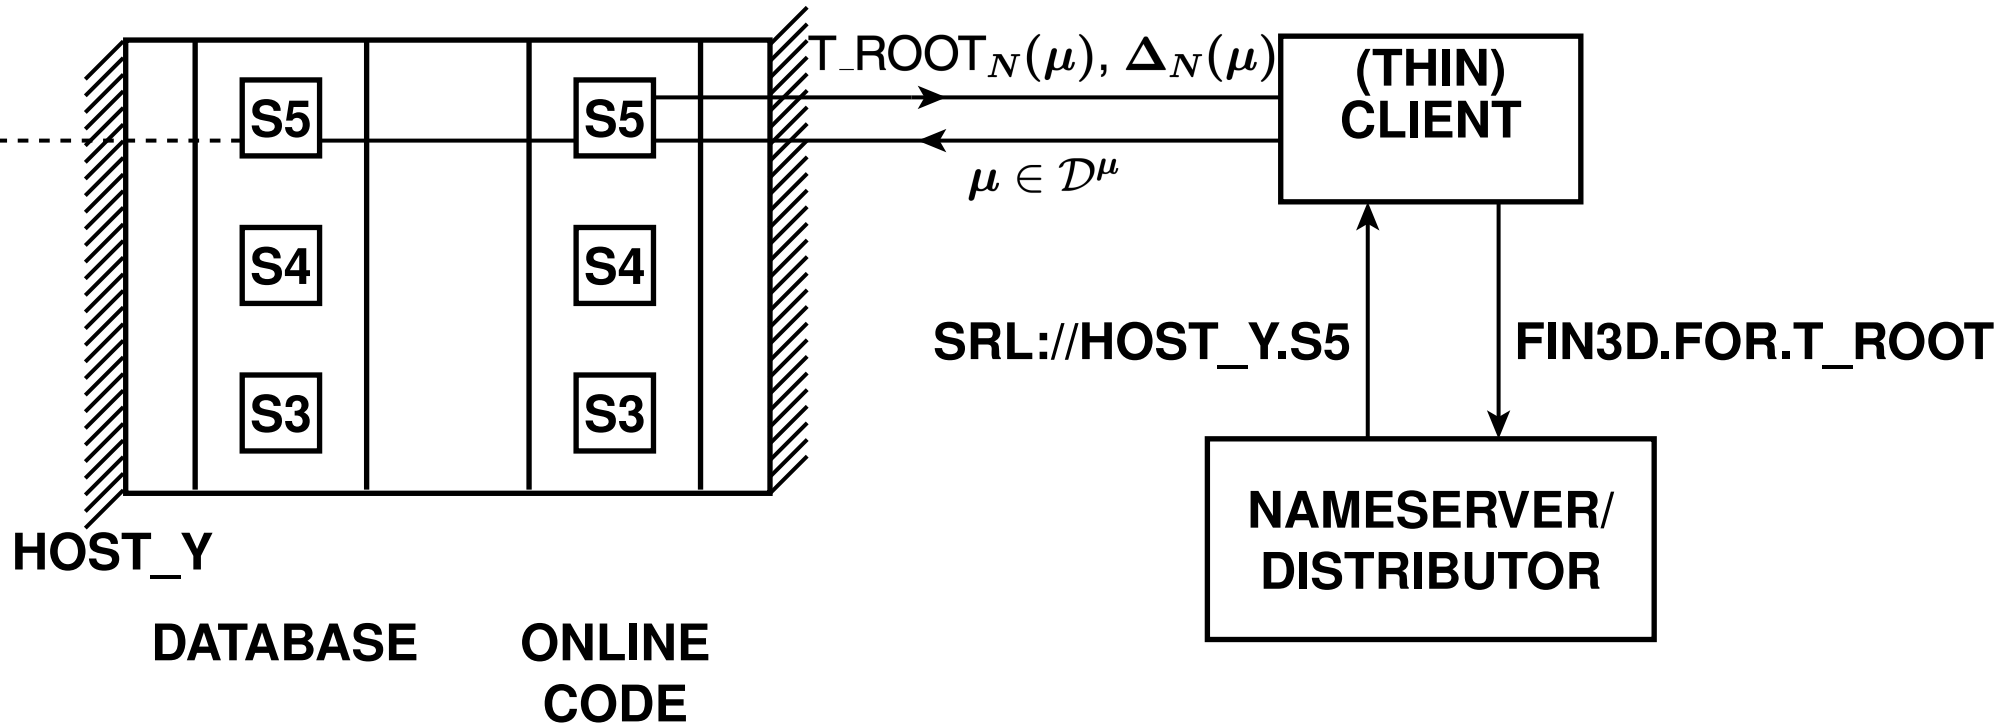 T_ROOT_N(μ), Δ_N(μ)
(THIN)
CLIENT
S5
S5
μ ∈ 𝒟^μ
S4
S4
SRL://HOST_Y.S5
FIN3D.FOR.T_ROOT
S3
S3
NAMESERVER/
DISTRIBUTOR
HOST_Y
DATABASE
ONLINE
CODE